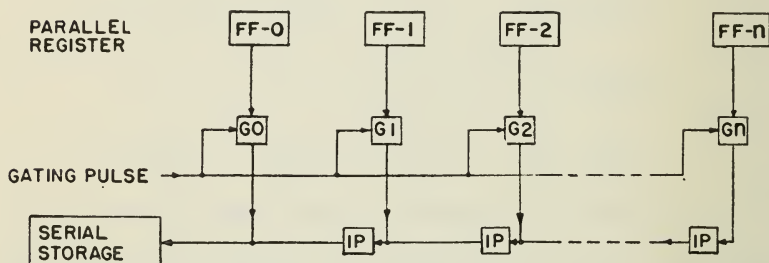 PARALLEL
REGISTER
FF-0 FF-1 FF-2 FF-n
G0 G1 G2 Gn
GATING PULSE
SERIAL
STORAGE
IP IP IP